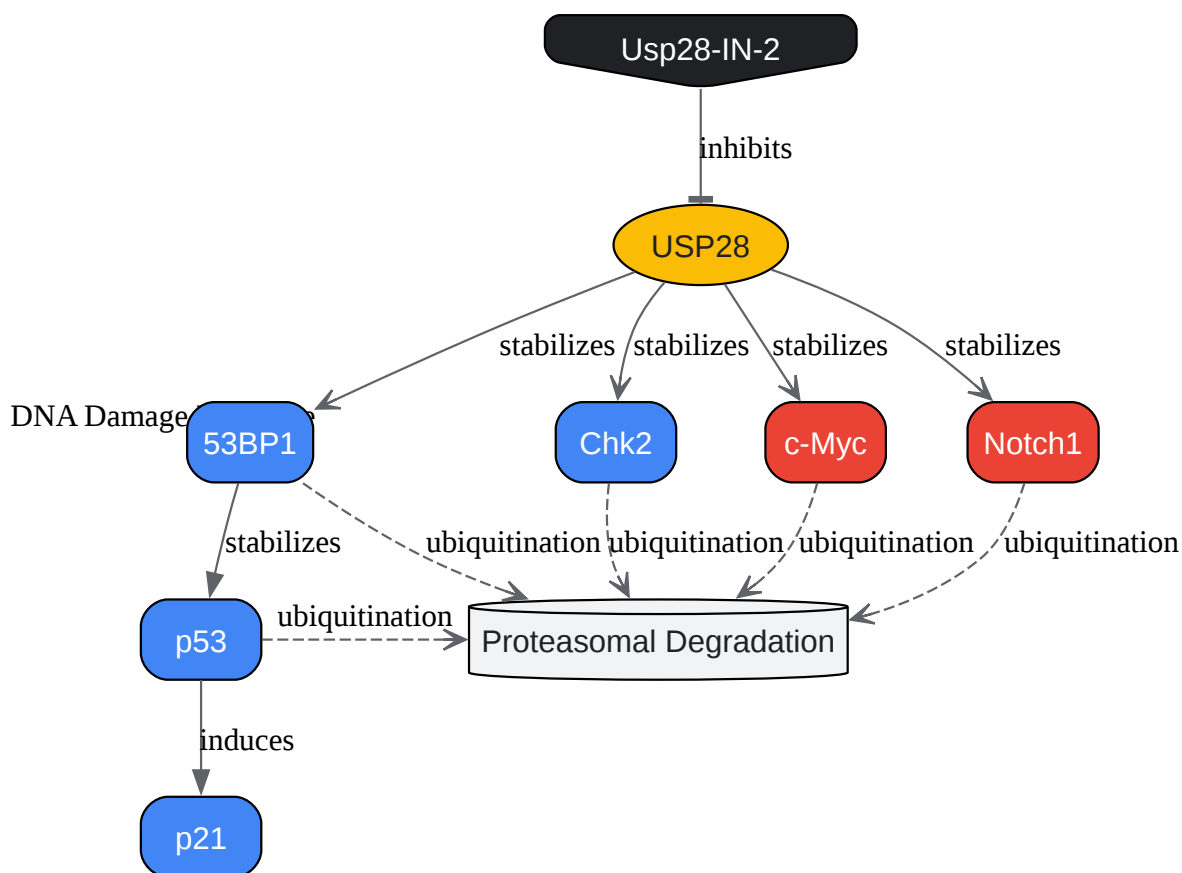 Usp28-IN-2
inhibits
USP28
stabilizes stabilizes stabilizes stabilizes
DNA Damage
53BP1 Chk2 c-Myc Notch1
stabilizes ubiquitination ubiquitination ubiquitination ubiquitination
ubiquitination
p53 Proteasomal Degradation
induces
p21